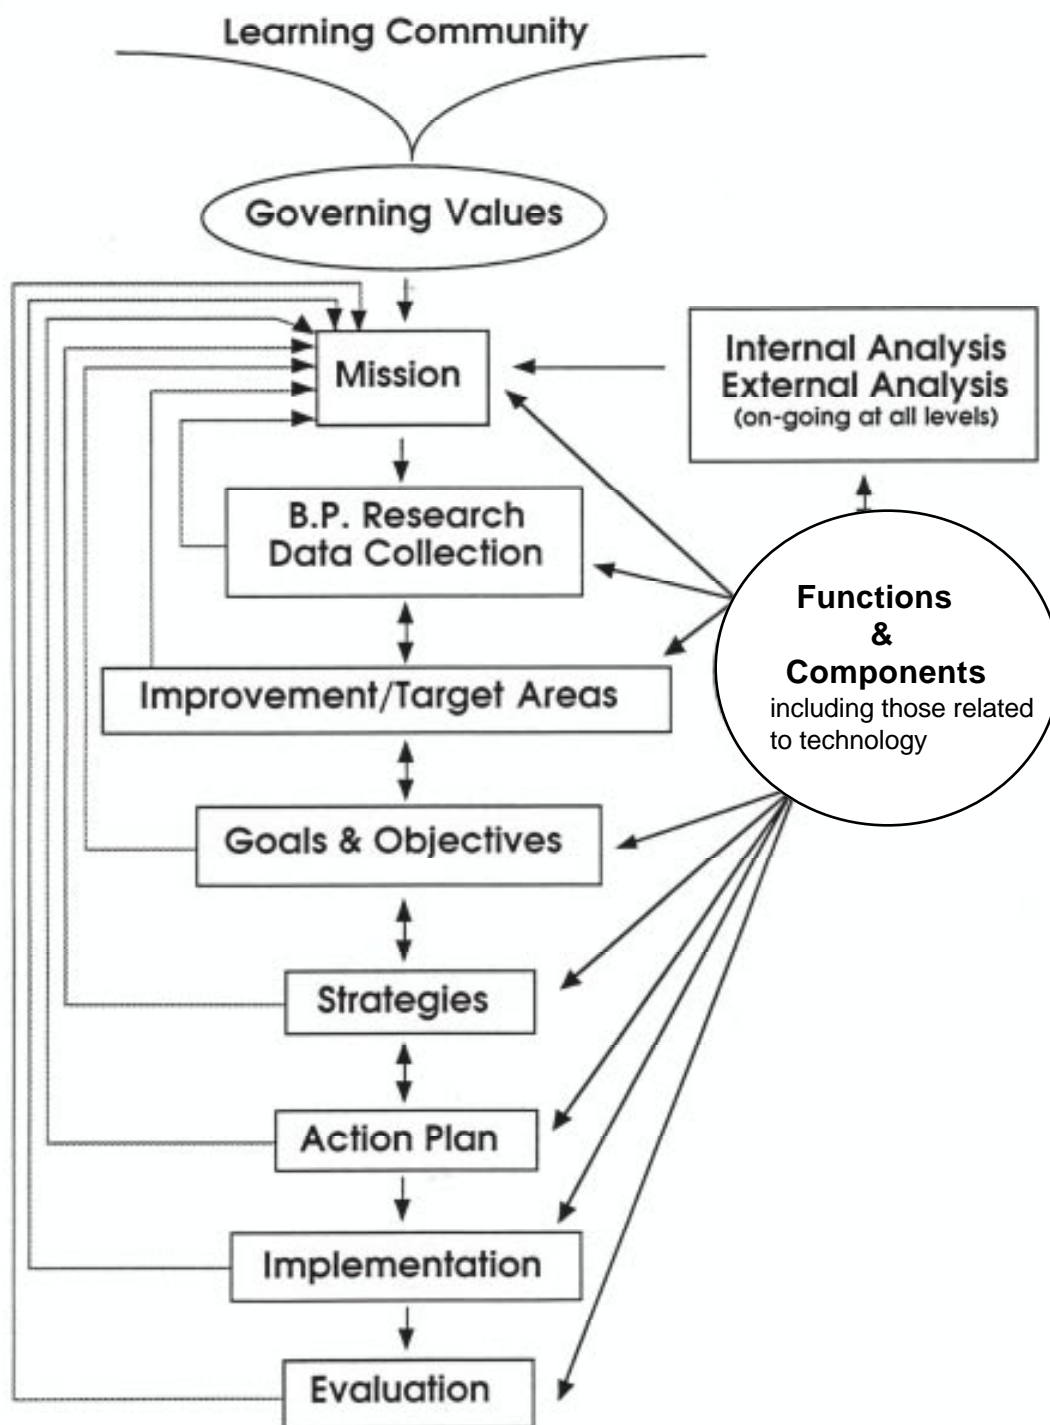 Learning Community
Governing Values
Mission
Internal Analysis
External Analysis
(on-going at all levels)
B.P. Research
Data Collection
Functions
&
Components
including those related
to technology
Improvement/Target Areas
Goals & Objectives
Strategies
Action Plan
Implementation
Evaluation